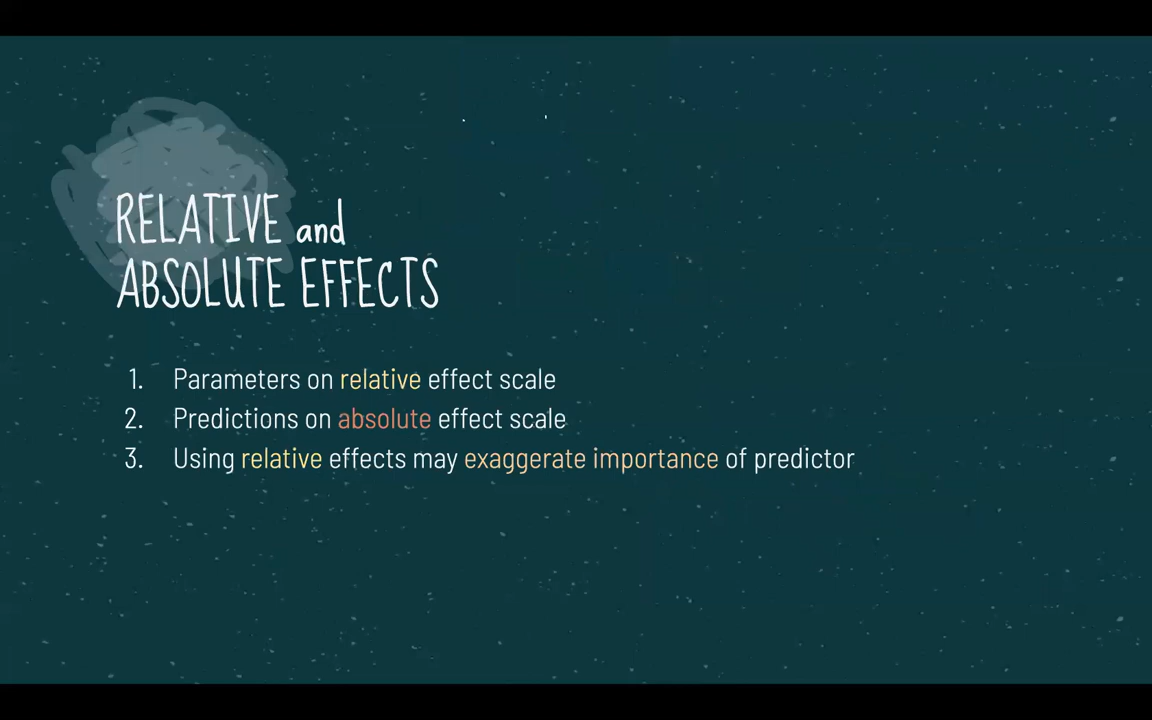 RELATIVE and
ABSOLUTE EFFECTS
1. Parameters on relative effect scale
2. Predictions on absolute effect scale
3. Using relative effects may exaggerate importance of predictor